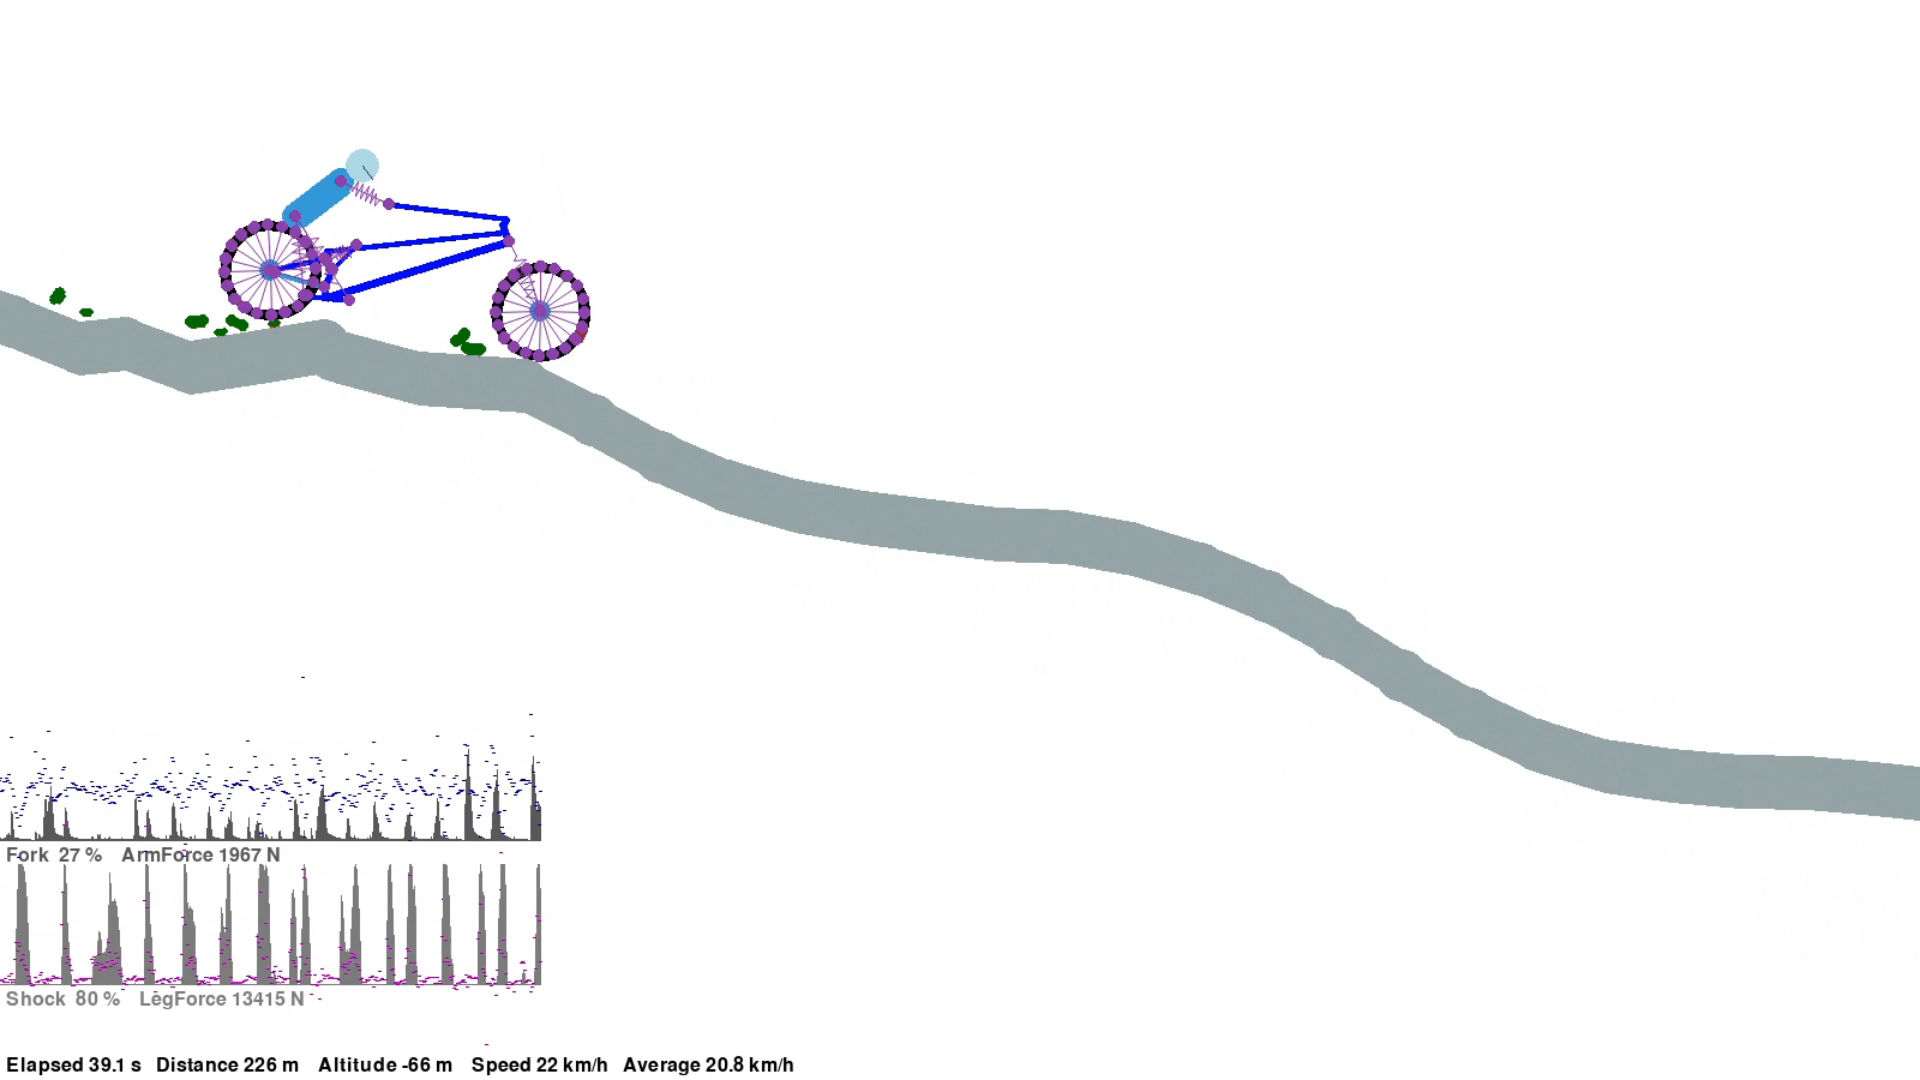 Fork 27 % ArmForce 1967 N
Shock 80 % LegForce 13415 N
Elapsed 39.1 s Distance 226 m Altitude -66 m Speed 22 km/h Average 20.8 km/h